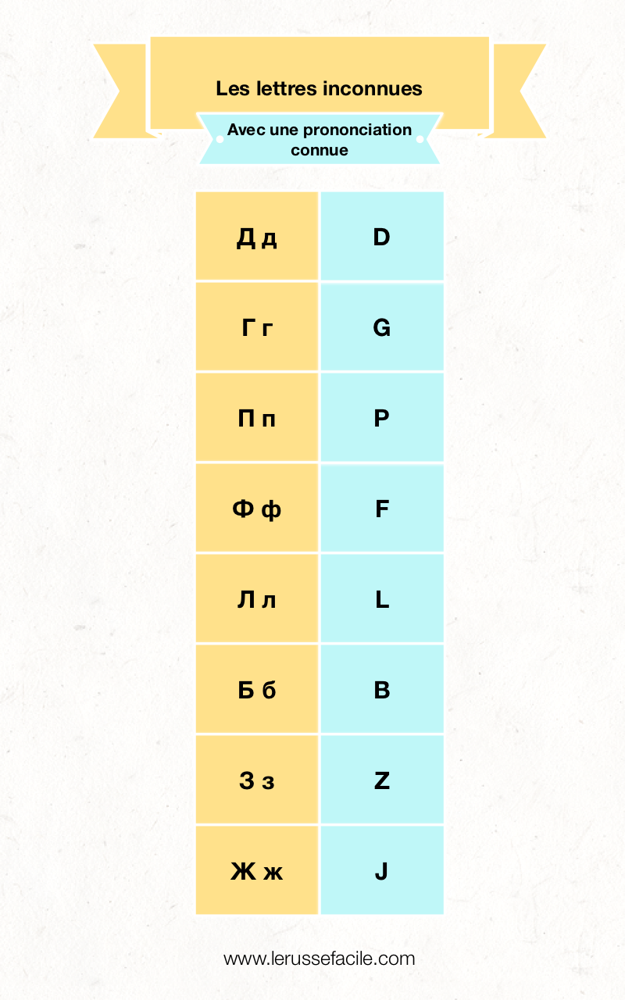 Les lettres inconnues
Avec une prononciation
connue
Д д D
Г г G
П п P
Ф ф F
Л л L
Б б B
З з Z
Ж ж J
www.lerussefacile.com